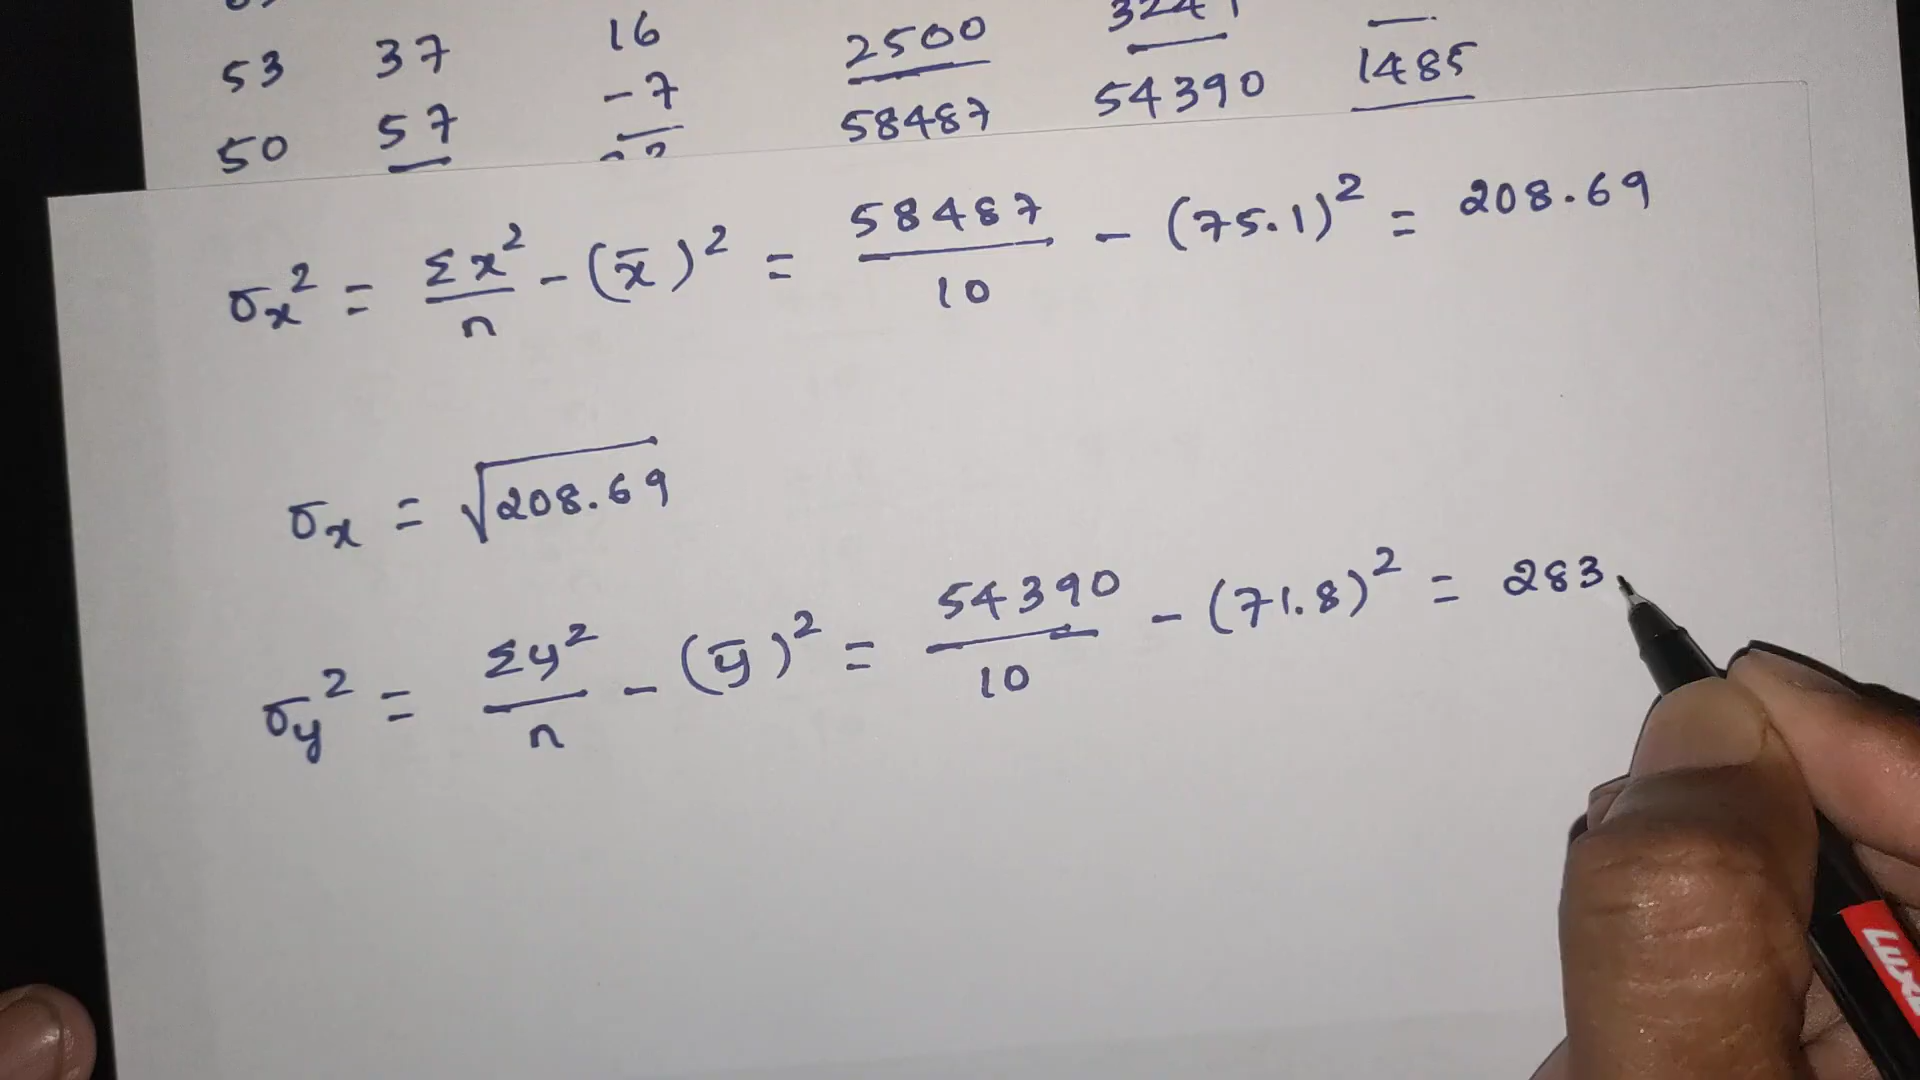 53 37 16 2500 1485
50 57 -7 58487 54390
σx² = Σx²/n - (x̄)² = 58487/10 - (75.1)² = 208.69
σx = √208.69
σy² = Σy²/n - (ȳ)² = 54390/10 - (71.8)² = 283.